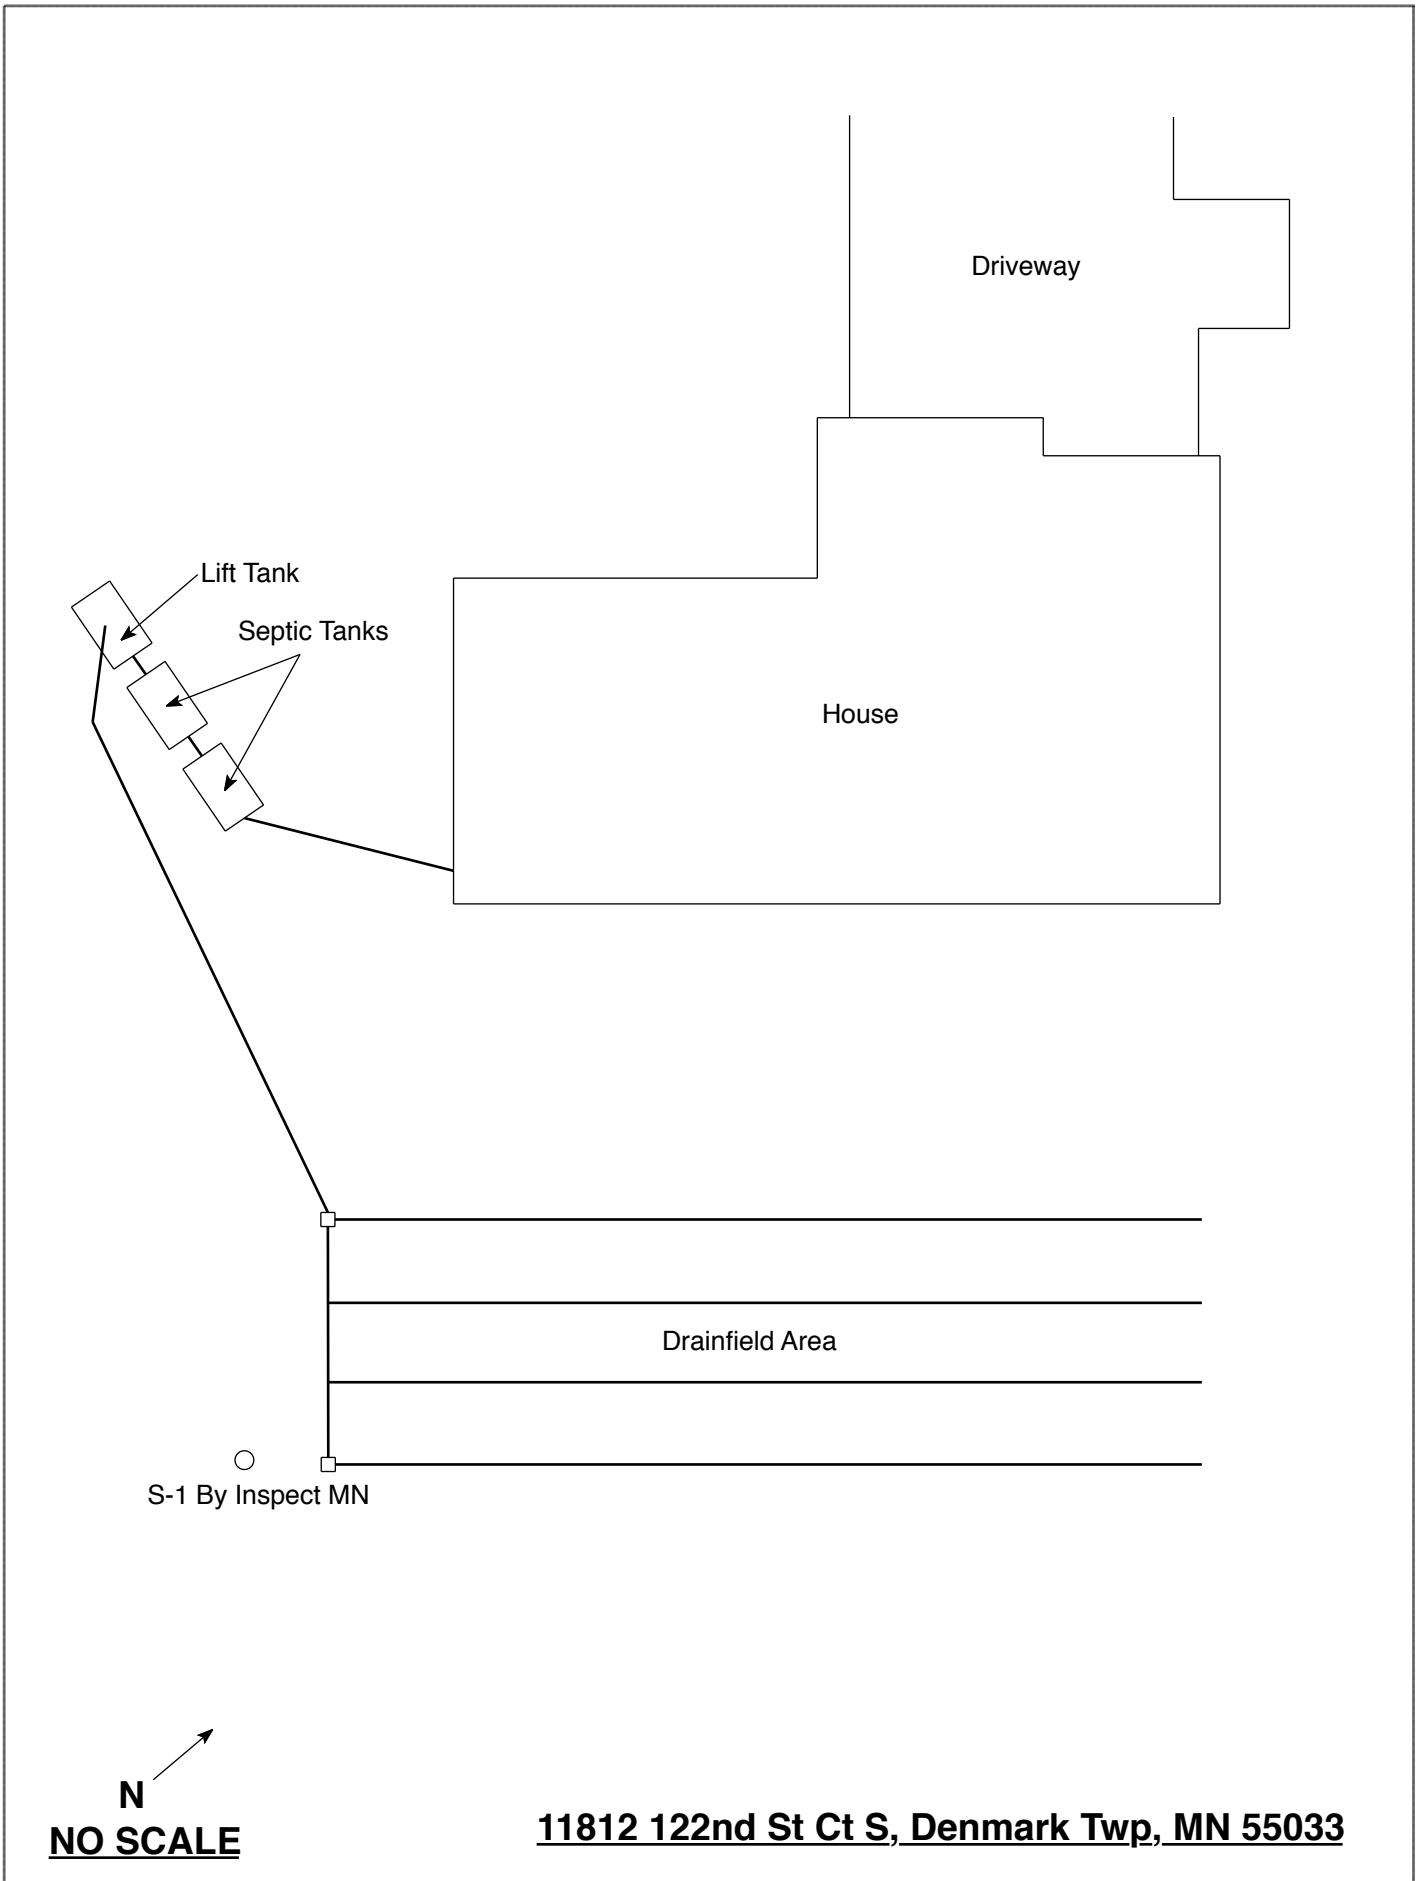 Driveway
Lift Tank
Septic Tanks
House
Drainfield Area
S-1 By Inspect MN
N
NO SCALE
11812 122nd St Ct S, Denmark Twp, MN 55033